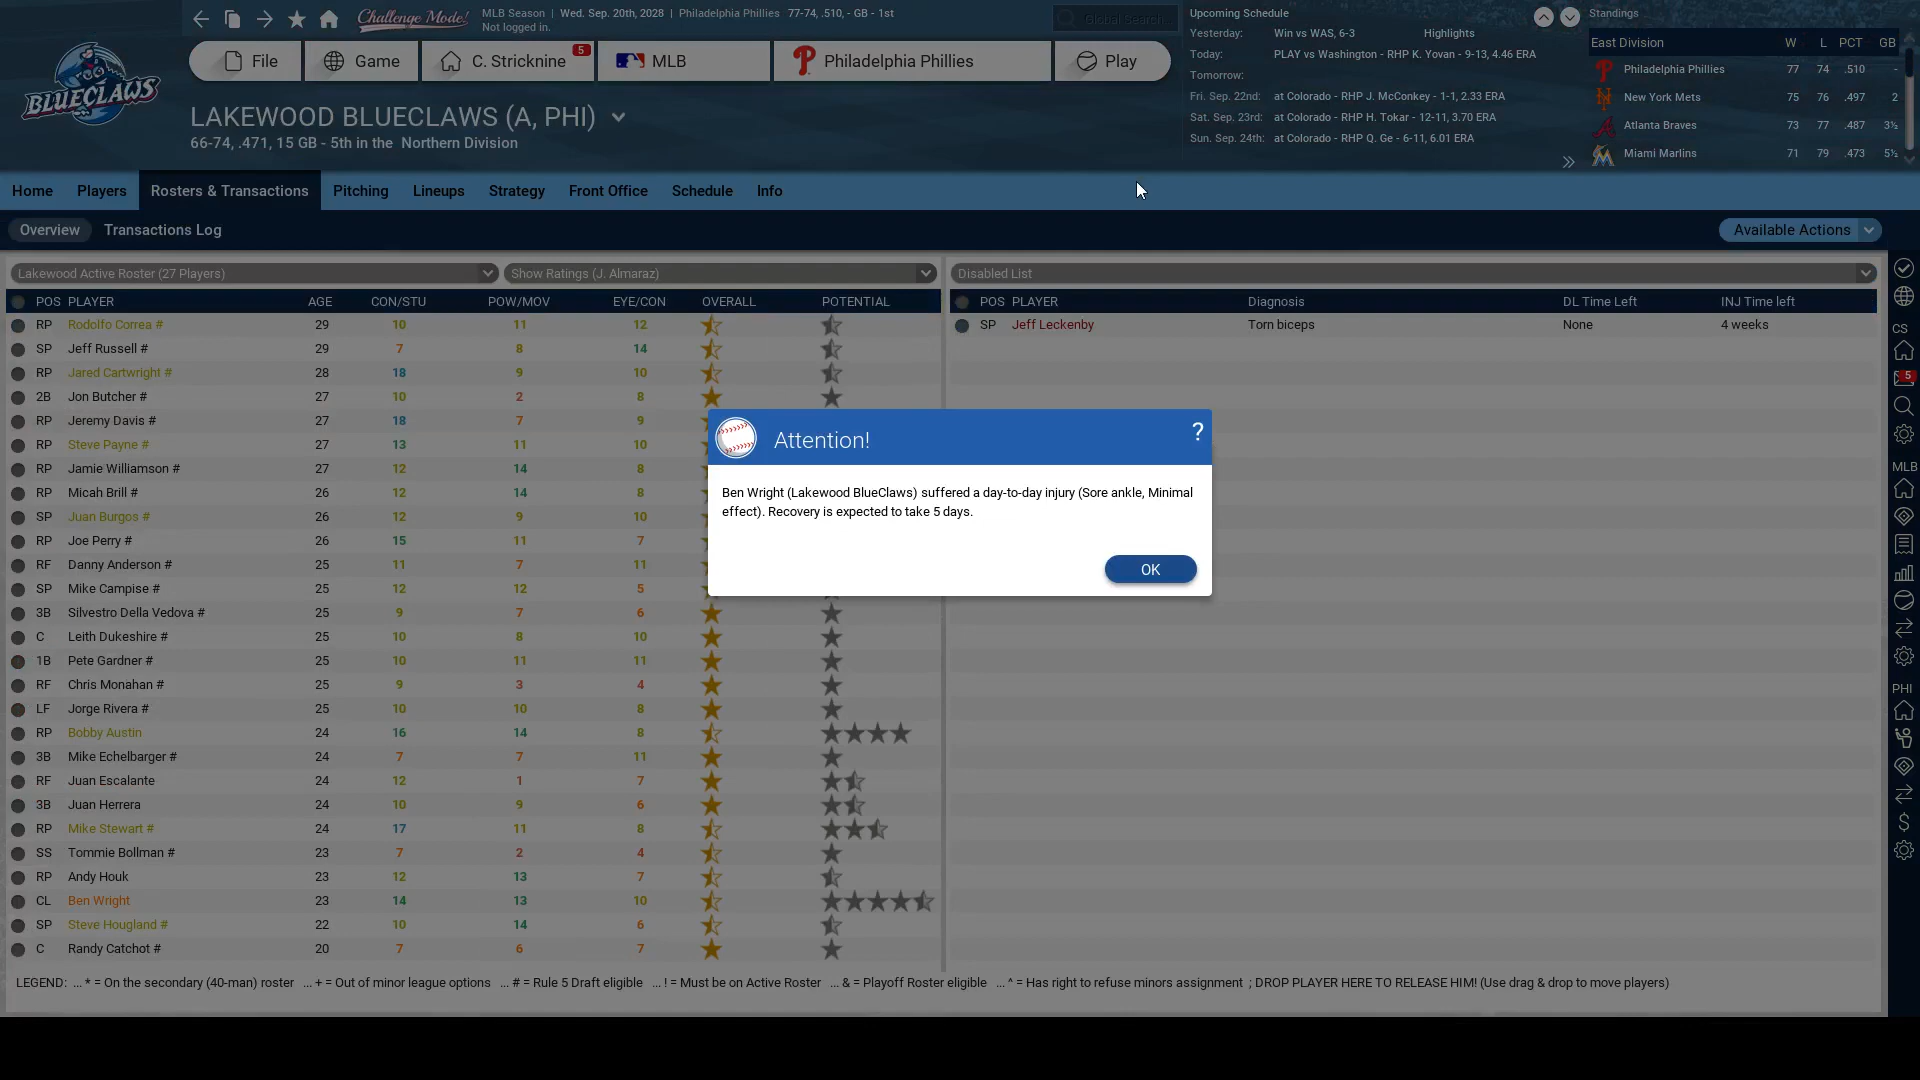 Challenge Mode!
MLB Season | Wed. Sep. 20th, 2028 | Philadelphia Phillies 77-74, .510, - GB - 1st
Not logged in.
Global Search...
File
Game
C. Stricknine 5
MLB
Philadelphia Phillies
Play
BLUECLAWS
LAKEWOOD BLUECLAWS (A, PHI)
66-74, .471, 15 GB - 5th in the Northern Division
Upcoming Schedule
Yesterday: Win vs WAS, 6-3 Highlights
Today: PLAY vs Washington - RHP K. Yovan - 9-13, 4.46 ERA
Tomorrow:
Fri. Sep. 22nd: at Colorado - RHP J. McConkey - 1-1, 2.33 ERA
Sat. Sep. 23rd: at Colorado - RHP H. Tokar - 12-11, 3.70 ERA
Sun. Sep. 24th: at Colorado - RHP Q. Ge - 6-11, 6.01 ERA
Standings
East Division W L PCT GB
Philadelphia Phillies 77 74 .510 -
New York Mets 75 76 .497 2
Atlanta Braves 73 77 .487 3½
Miami Marlins 71 79 .473 5½
Home Players Rosters & Transactions Pitching Lineups Strategy Front Office Schedule Info
Overview Transactions Log Available Actions
Lakewood Active Roster (27 Players) Show Ratings (J. Almaraz) Disabled List
POS PLAYER AGE CON/STU POW/MOV EYE/CON OVERALL POTENTIAL
RP Rodolfo Correa # 29 10 11 12
SP Jeff Russell # 29 7 8 14
RP Jared Cartwright # 28 18 9 10
2B Jon Butcher # 27 10 2 8
RP Jeremy Davis # 27 18 7 9
RP Steve Payne # 27 13 11 10
RP Jamie Williamson # 27 12 14 8
RP Micah Brill # 26 12 14 8
SP Juan Burgos # 26 12 9 10
RP Joe Perry # 26 15 11 7
RF Danny Anderson # 25 11 7 11
SP Mike Campise # 25 12 12 5
3B Silvestro Della Vedova # 25 9 7 6
C Leith Dukeshire # 25 10 8 10
1B Pete Gardner # 25 10 11 11
RF Chris Monahan # 25 9 3 4
LF Jorge Rivera # 25 10 10 8
RP Bobby Austin 24 16 14 8
3B Mike Echelbarger # 24 7 7 11
RF Juan Escalante 24 12 1 7
3B Juan Herrera 24 10 9 6
RP Mike Stewart # 24 17 11 8
SS Tommie Bollman # 23 7 2 4
RP Andy Houk 23 12 13 7
CL Ben Wright 23 14 13 10
SP Steve Hougland # 22 10 14 6
C Randy Catchot # 20 7 6 7
POS PLAYER Diagnosis DL Time Left INJ Time left
SP Jeff Leckenby Torn biceps None 4 weeks
Attention!
?
Ben Wright (Lakewood BlueClaws) suffered a day-to-day injury (Sore ankle, Minimal
effect). Recovery is expected to take 5 days.
OK
CS
5
MLB
PHI
LEGEND: ... * = On the secondary (40-man) roster ... + = Out of minor league options ... # = Rule 5 Draft eligible ... ! = Must be on Active Roster ... & = Playoff Roster eligible ... ^ = Has right to refuse minors assignment ; DROP PLAYER HERE TO RELEASE HIM! (Use drag & drop to move players)